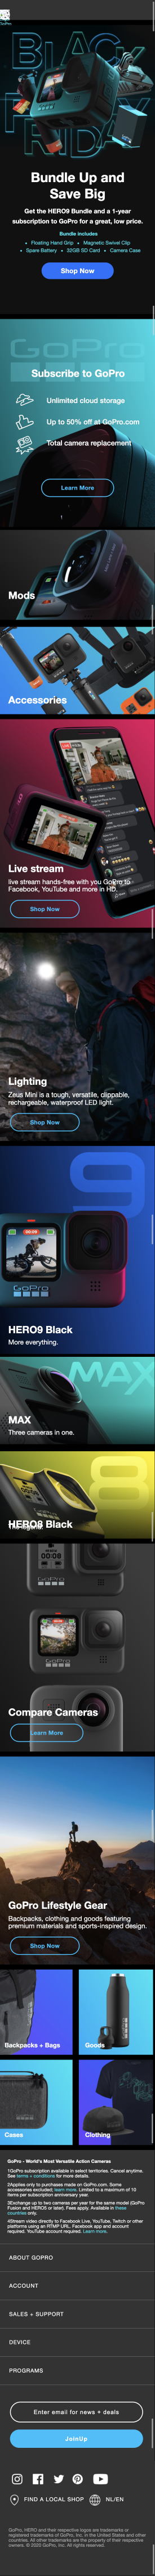 GoPro
BLACK
FRIDAY
Bundle Up and
Save Big
Get the HERO9 Bundle and a 1-year
subscription to GoPro for a great, low price.
Bundle includes
• Floating Hand Grip • Magnetic Swivel Clip
• Spare Battery • 32GB SD Card • Camera Case
Shop Now
GoPro
Subscribe to GoPro
Unlimited cloud storage
Up to 50% off at GoPro.com
Total camera replacement
Learn More
Mods
Accessories
Live stream
live stream hands-free with you GoPro to
Facebook, YouTube and more in HD.
Shop Now
Lighting
Zeus Mini is a tough, versatile, clippable,
rechargeable, waterproof LED light.
Shop Now
9
GoPro
HERO9 Black
More everything.
MAX
MAX
Three cameras in one.
8
HERO8 Black
00:00
GoPro
GoPro
Compare Cameras
Learn More
GoPro Lifestyle Gear
Backpacks, clothing and goods featuring
premium materials and sports-inspired design.
Shop Now
Backpacks + Bags
Goods
Cases
Clothing
GoPro - World's Most Versatile Action Cameras
1GoPro subscription available in select territories. Cancel anytime.
See terms + conditions for more details.
2Applies only to purchases made on GoPro.com. Some
accessories excluded; learn more. Limited to a maximum of 10
items per subscription anniversary year.
3Exchange up to two cameras per year for the same model (GoPro
Fusion and HERO5 or later). Fees apply. Available in these
countries only.
4Stream video directly to Facebook Live, YouTube, Twitch or other
platforms using an RTMP URL. Facebook app and account
required. YouTube account required. Learn more.
ABOUT GOPRO
ACCOUNT
SALES + SUPPORT
DEVICE
PROGRAMS
Enter email for news + deals
JoinUp
FIND A LOCAL SHOP
NL/EN
GoPro, HERO and their respective logos are trademarks or
registered trademarks of GoPro, Inc. in the United States and other
countries. All other trademarks are the property of their respective
owners. © 2020 GoPro, Inc. All rights reserved.